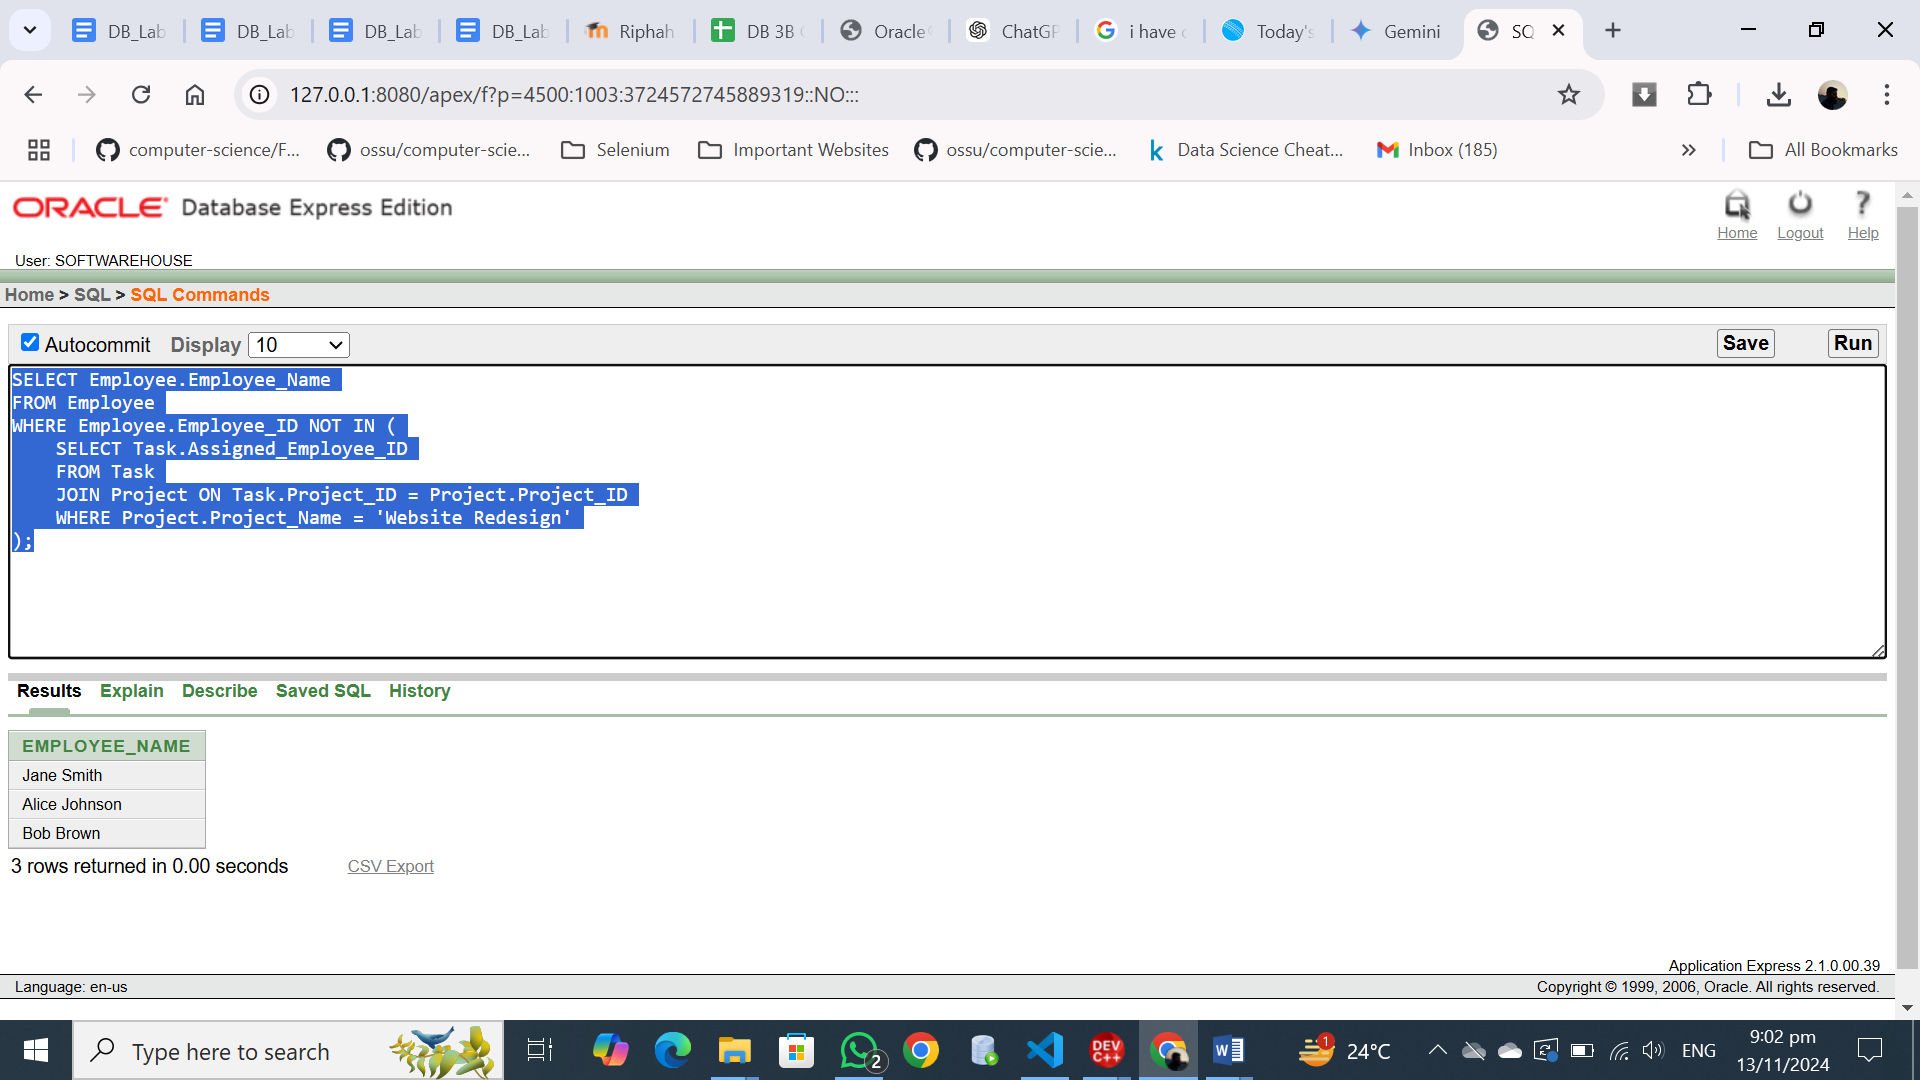 DB_Lab DB_Lab DB_Lab DB_Lab Riphah DB 3B Oracle ChatGP i have Today's Gemini SQ
127.0.0.1:8080/apex/f?p=4500:1003:3724572745889319::NO:::
computer-science/F... ossu/computer-scie... Selenium Important Websites ossu/computer-scie... Data Science Cheat... Inbox (185) » All Bookmarks
ORACLE Database Express Edition
Home Logout Help
User: SOFTWAREHOUSE
Home > SQL > SQL Commands
Autocommit Display 10 Save Run
SELECT Employee.Employee_Name
FROM Employee
WHERE Employee.Employee_ID NOT IN (
SELECT Task.Assigned_Employee_ID
FROM Task
JOIN Project ON Task.Project_ID = Project.Project_ID
WHERE Project.Project_Name = 'Website Redesign'
);
Results Explain Describe Saved SQL History
EMPLOYEE_NAME
Jane Smith
Alice Johnson
Bob Brown
3 rows returned in 0.00 seconds CSV Export
Application Express 2.1.0.00.39
Language: en-us Copyright © 1999, 2006, Oracle. All rights reserved.
Type here to search 2 DEV C++ 1 24°C ENG 9:02 pm
13/11/2024